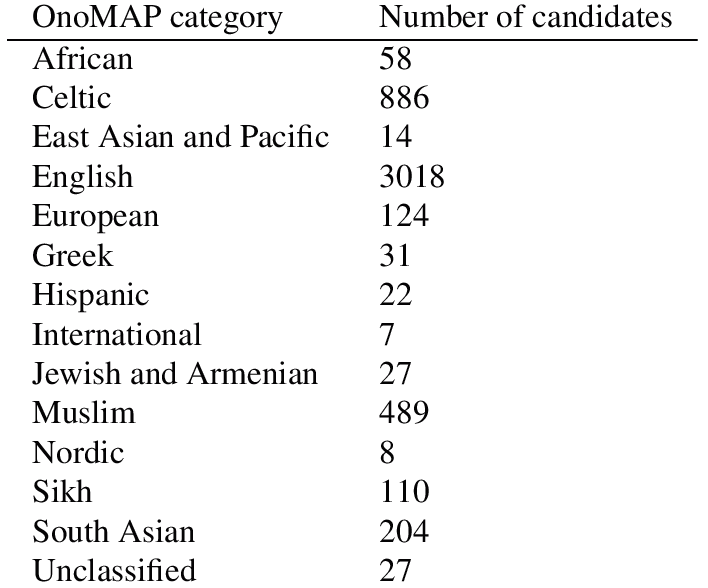 OnoMAP category Number of candidates
African 58
Celtic 886
East Asian and Pacific 14
English 3018
European 124
Greek 31
Hispanic 22
International 7
Jewish and Armenian 27
Muslim 489
Nordic 8
Sikh 110
South Asian 204
Unclassified 27